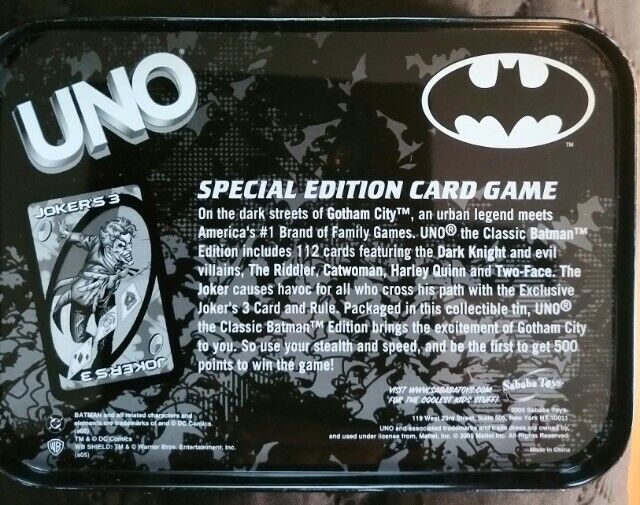 UNO®
JOKER'S 3
SPECIAL EDITION CARD GAME
On the dark streets of Gotham City™, an urban legend meets
America's #1 Brand of Family Games. UNO® the Classic Batman™
Edition includes 112 cards featuring the Dark Knight and evil
villains, The Riddler, Catwoman, Harley Quinn and Two-Face. The
Joker causes havoc for all who cross his path with the Exclusive
Joker's 3 Card and Rule. Packaged in this collectible tin, UNO®
the Classic Batman™ Edition brings the excitement of Gotham City
to you. So use your stealth and speed, and be the first to get 500
points to win the game!
JOKER'S 3
VISIT WWW.SABABATOYS.COM
FOR THE COOLEST KIDS STUFF!
Sababa Toys
BATMAN and all related characters and
elements are trademarks of and © DC Comics.
(s05)
TM & © DC Comics
WB SHIELD: TM & © Warner Bros. Entertainment, Inc.
(s05)
2005 Sababa Toys
119 West 23rd Street, Suite 505, New York NY 10011
UNO and associated trademarks and trade dress are owned by,
and used under license from, Mattel, Inc. © 2005 Mattel Inc. All Rights Reserved
Made in China
TM